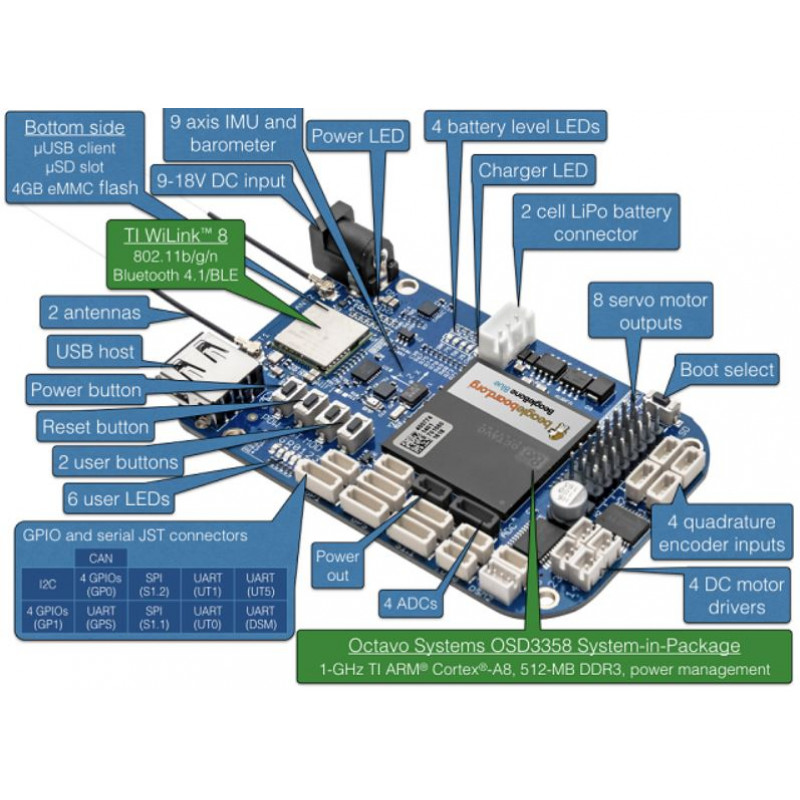 Bottom side
µUSB client
µSD slot
4GB eMMC flash
9 axis IMU and
barometer
Power LED
4 battery level LEDs
Charger LED
9-18V DC input
2 cell LiPo battery
connector
TI WiLink™ 8
802.11b/g/n
Bluetooth 4.1/BLE
2 antennas
8 servo motor
outputs
USB host
Boot select
Power button
Reset button
2 user buttons
6 user LEDs
beagleboard.org
BeagleBone Blue
GPIO and serial JST connectors
CAN
I2C
4 GPIOs
(GP0)
SPI
(S1.2)
UART
(UT1)
UART
(UT5)
4 GPIOs
(GP1)
UART
(GPS)
SPI
(S1.1)
UART
(UT0)
UART
(DSM)
Power
out
4 ADCs
4 quadrature
encoder inputs
4 DC motor
drivers
Octavo Systems OSD3358 System-in-Package
1-GHz TI ARM® Cortex®-A8, 512-MB DDR3, power management